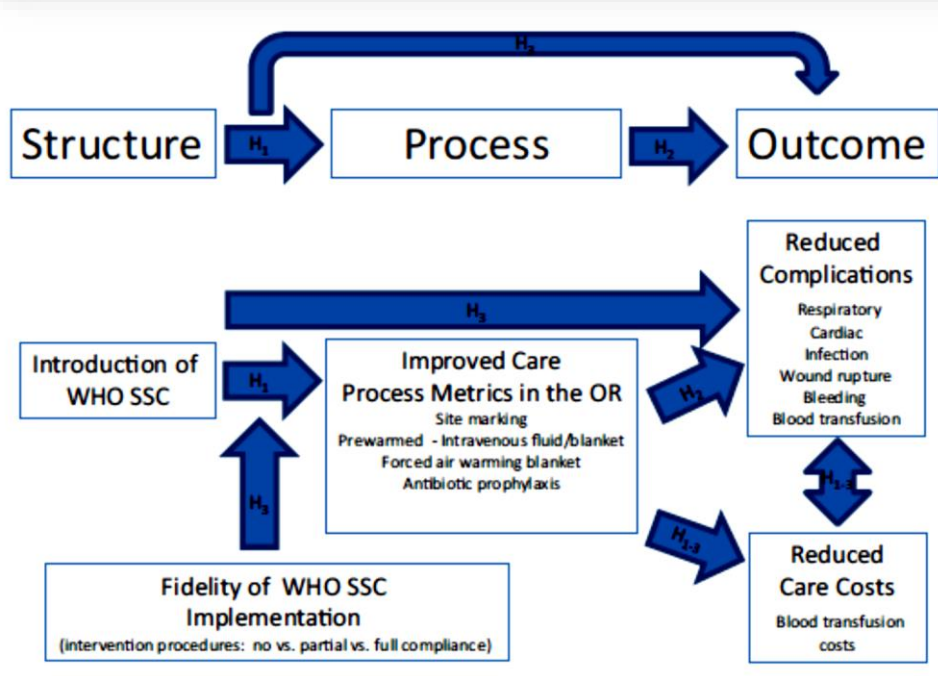 H₃
Structure
H₁
Process
H₂
Outcome
Reduced
Complications
Respiratory
Cardiac
Infection
Wound rupture
Bleeding
Blood transfusion
H₃
Introduction of
WHO SSC
H₁
Improved Care
Process Metrics in the OR
Site marking
Prewarmed - Intravenous fluid/blanket
Forced air warming blanket
Antibiotic prophylaxis
H₂
H₃
H₁₋₃
H₁₋₃
Fidelity of WHO SSC
Implementation
(intervention procedures: no vs. partial vs. full compliance)
Reduced
Care Costs
Blood transfusion
costs